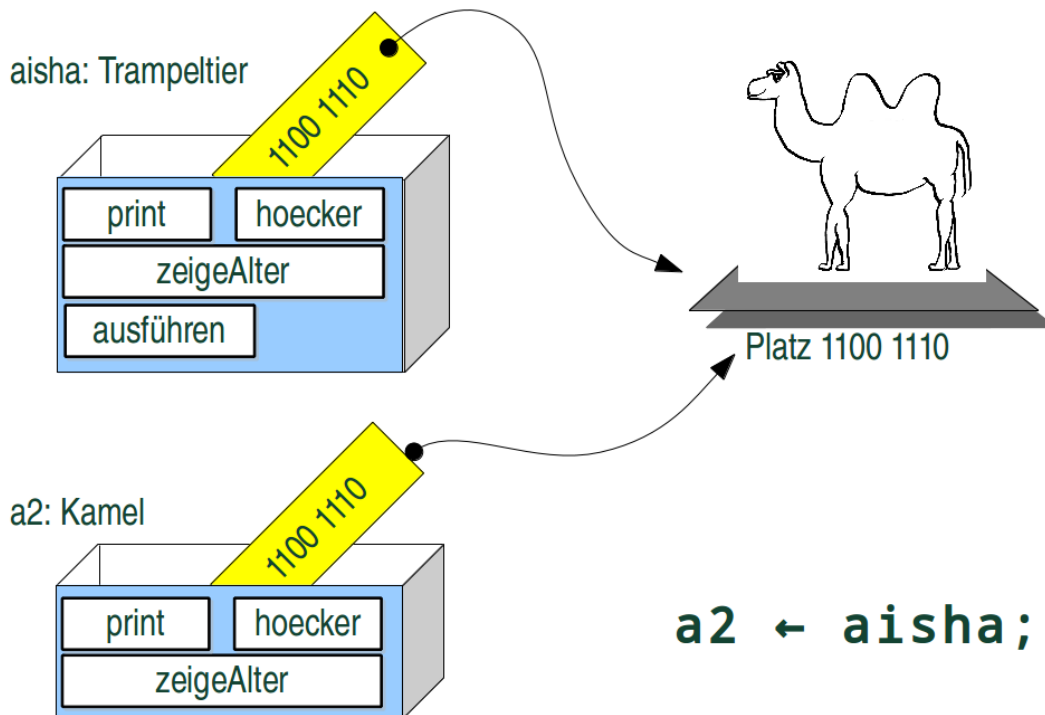 aisha: Trampeltier
1100 1110
print hoecker
zeigeAlter
ausführen
Platz 1100 1110
a2: Kamel
1100 1110
print hoecker
zeigeAlter
a2 ← aisha;